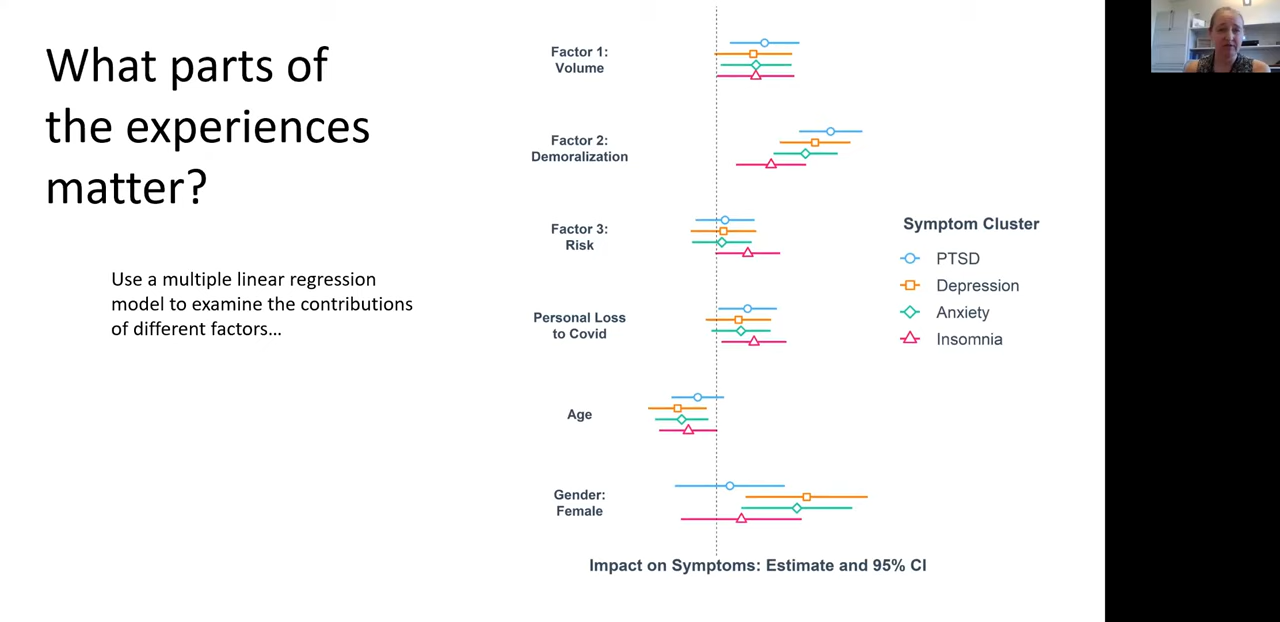 What parts of
the experiences
matter?
Use a multiple linear regression
model to examine the contributions
of different factors...
Factor 1:
Volume
Factor 2:
Demoralization
Factor 3:
Risk
Personal Loss
to Covid
Age
Gender:
Female
Impact on Symptoms: Estimate and 95% CI
Symptom Cluster
PTSD
Depression
Anxiety
Insomnia